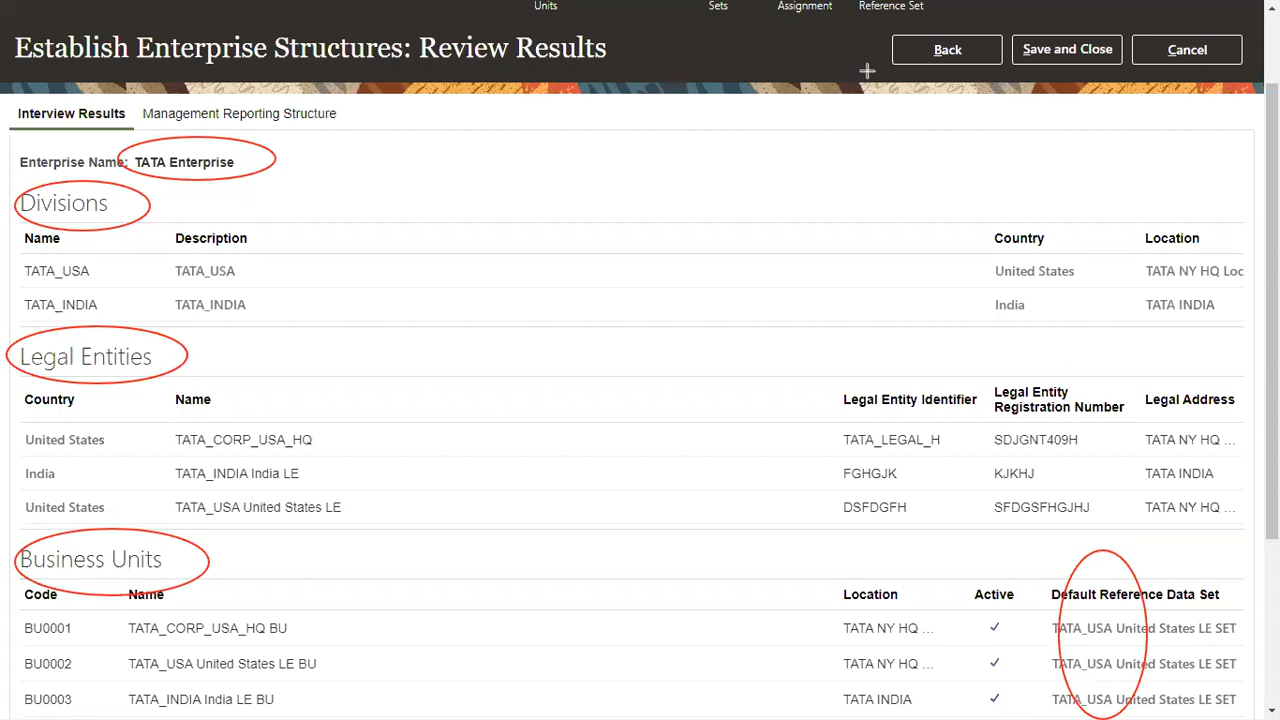 Units Sets Assignment Reference Set
Establish Enterprise Structures: Review Results
Back Save and Close Cancel
Interview Results Management Reporting Structure
Enterprise Name: TATA Enterprise
Divisions
Name Description Country Location
TATA_USA TATA_USA United States TATA NY HQ Loc
TATA_INDIA TATA_INDIA India TATA INDIA
Legal Entities
Country Name Legal Entity Identifier Legal Entity Registration Number Legal Address
United States TATA_CORP_USA_HQ TATA_LEGAL_H SDJGNT409H TATA NY HQ ...
India TATA_INDIA India LE FGHGJK KJKHJ TATA INDIA
United States TATA_USA United States LE DSFDGFH SFDGSFHGJHJ TATA NY HQ ...
Business Units
Code Name Location Active Default Reference Data Set
BU0001 TATA_CORP_USA_HQ BU TATA NY HQ ... ✓ TATA_USA United States LE SET
BU0002 TATA_USA United States LE BU TATA NY HQ ... ✓ TATA_USA United States LE SET
BU0003 TATA_INDIA India LE BU TATA INDIA ✓ TATA_USA United States LE SET